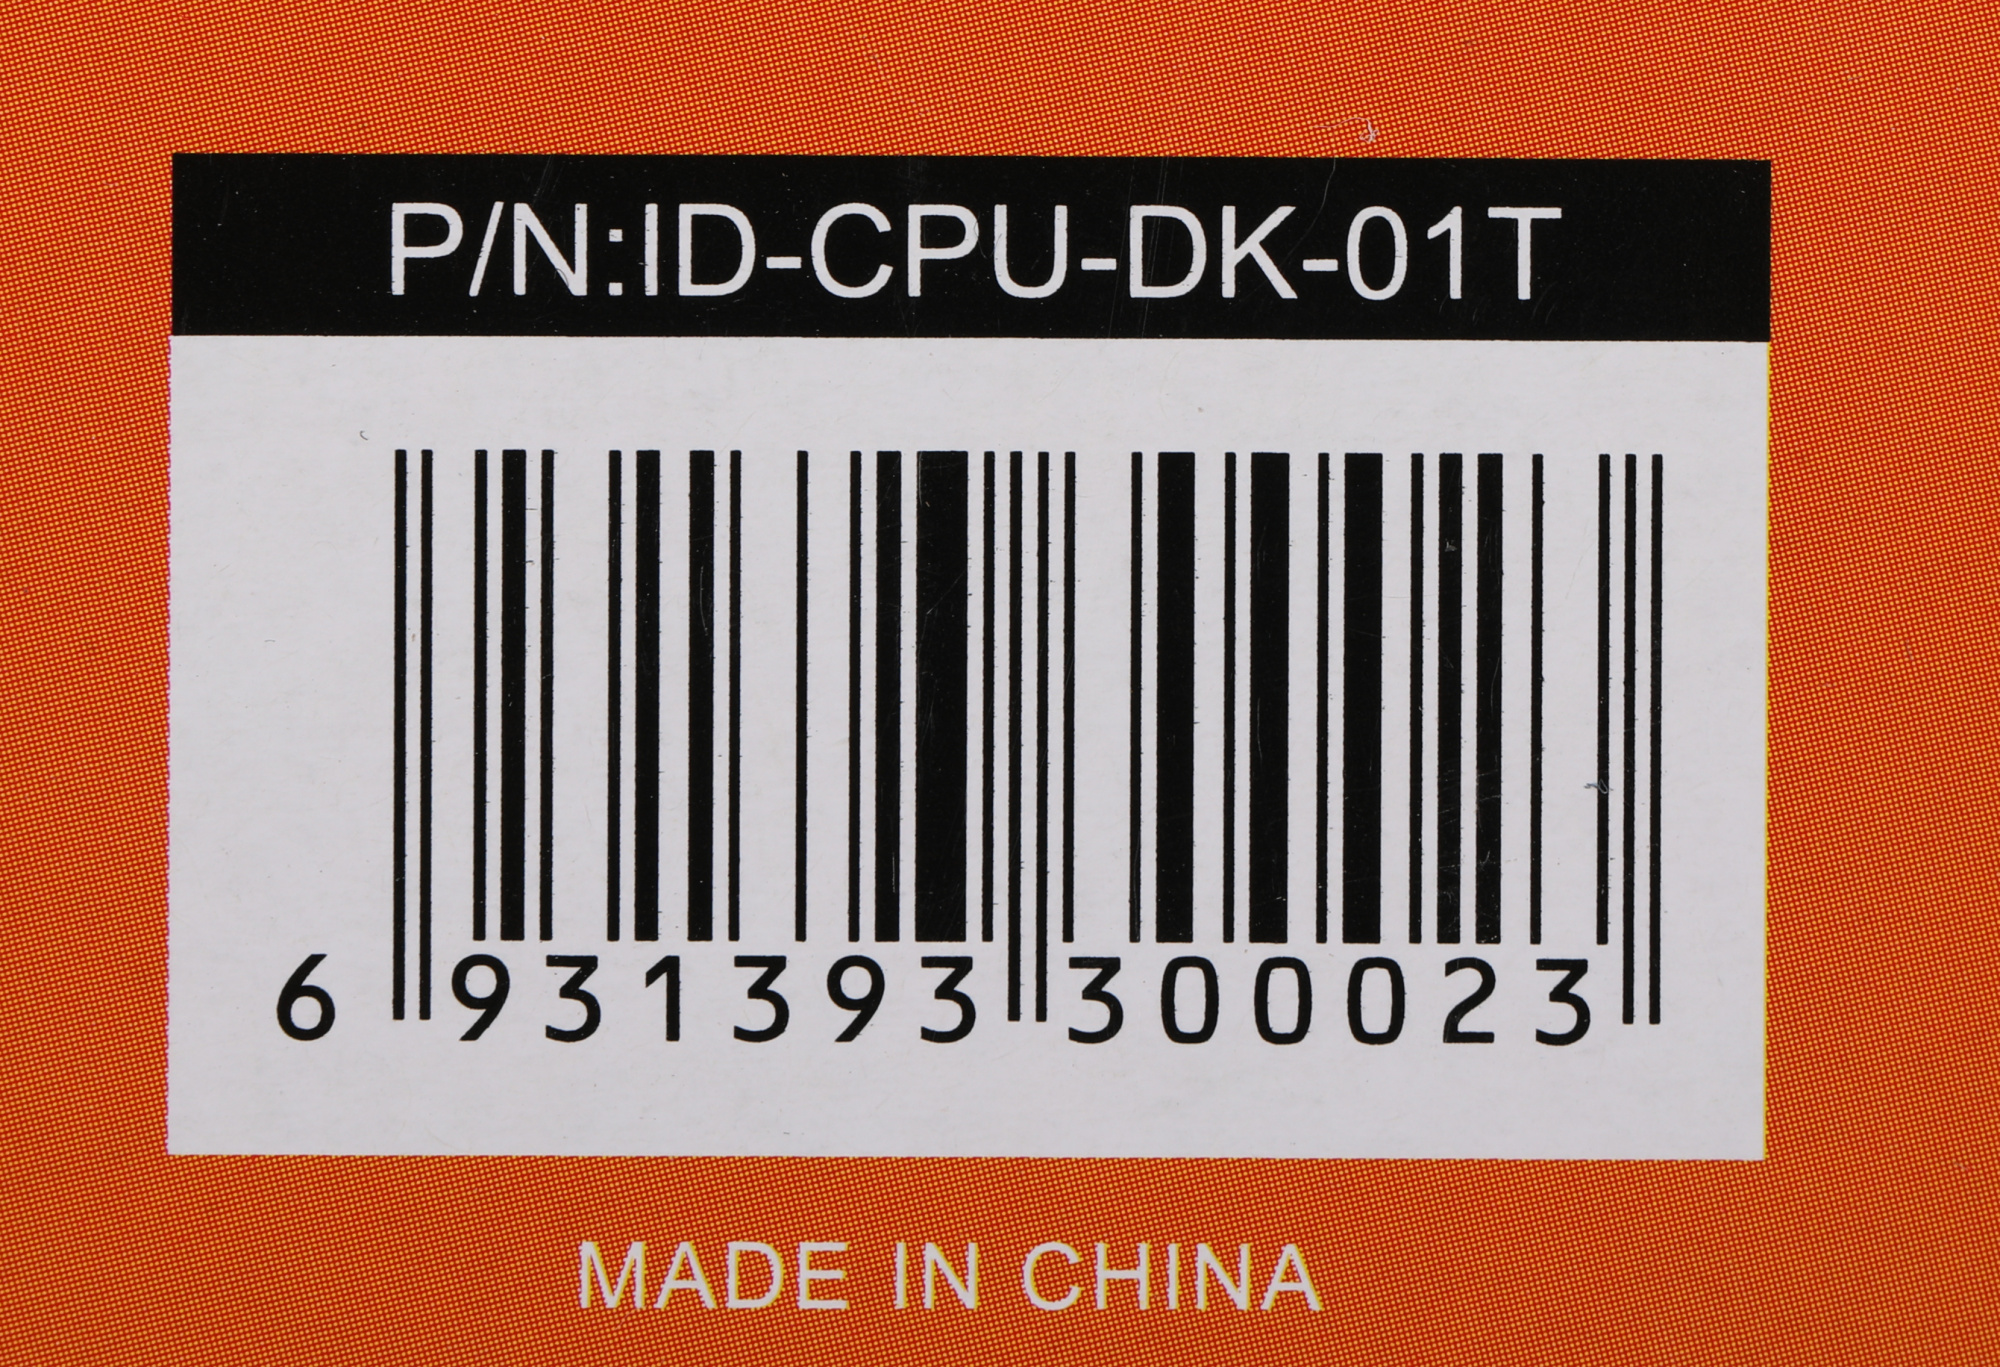 P/N:ID-CPU-DK-01T
6 931393 300023
MADE IN CHINA